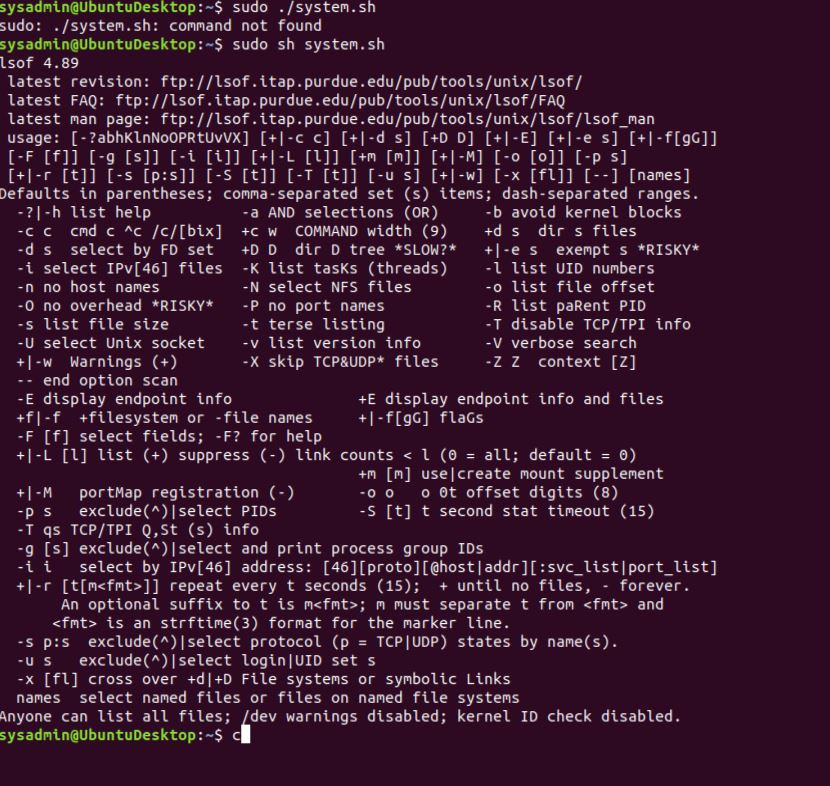 sysadmin@UbuntuDesktop:~$ sudo ./system.sh
sudo: ./system.sh: command not found
sysadmin@UbuntuDesktop:~$ sudo sh system.sh
lsof 4.89
 latest revision: ftp://lsof.itap.purdue.edu/pub/tools/unix/lsof/
 latest FAQ: ftp://lsof.itap.purdue.edu/pub/tools/unix/lsof/FAQ
 latest man page: ftp://lsof.itap.purdue.edu/pub/tools/unix/lsof/lsof_man
 usage: [-?abhKlnNoOPRtUvVX] [+|-c c] [+|-d s] [+D D] [+|-E] [+|-e s] [+|-f[gG]]
 [-F [f]] [-g [s]] [-i [i]] [+|-L [l]] [+m [m]] [+|-M] [-o [o]] [-p s]
 [+|-r [t]] [-s [p:s]] [-S [t]] [-T [t]] [-u s] [+|-w] [-x [fl]] [--] [names]
Defaults in parentheses; comma-separated set (s) items; dash-separated ranges.
  -?|-h list help          -a AND selections (OR)     -b avoid kernel blocks
  -c c  cmd c ^c /c/[bix]  +c w  COMMAND width (9)    +d s  dir s files
  -d s  select by FD set   +D D  dir D tree *SLOW?*   +|-e s  exempt s *RISKY*
  -i select IPv[46] files  -K list tasKs (threads)    -l list UID numbers
  -n no host names         -N select NFS files        -o list file offset
  -O no overhead *RISKY*   -P no port names           -R list paRent PID
  -s list file size        -t terse listing           -T disable TCP/TPI info
  -U select Unix socket    -v list version info       -V verbose search
  +|-w  Warnings (+)       -X skip TCP&UDP* files     -Z Z  context [Z]
  -- end option scan
  -E display endpoint info              +E display endpoint info and files
  +f|-f  +filesystem or -file names     +|-f[gG] flaGs
  -F [f] select fields; -F? for help
  +|-L [l] list (+) suppress (-) link counts < l (0 = all; default = 0)
                                        +m [m] use|create mount supplement
  +|-M   portMap registration (-)       -o o   o 0t offset digits (8)
  -p s   exclude(^)|select PIDs         -S [t] t second stat timeout (15)
  -T qs TCP/TPI Q,St (s) info
  -g [s] exclude(^)|select and print process group IDs
  -i i   select by IPv[46] address: [46][proto][@host|addr][:svc_list|port_list]
  +|-r [t[m<fmt>]] repeat every t seconds (15);  + until no files, - forever.
       An optional suffix to t is m<fmt>; m must separate t from <fmt> and
      <fmt> is an strftime(3) format for the marker line.
  -s p:s  exclude(^)|select protocol (p = TCP|UDP) states by name(s).
  -u s   exclude(^)|select login|UID set s
  -x [fl] cross over +d|+D File systems or symbolic Links
  names  select named files or files on named file systems
Anyone can list all files; /dev warnings disabled; kernel ID check disabled.
sysadmin@UbuntuDesktop:~$ c